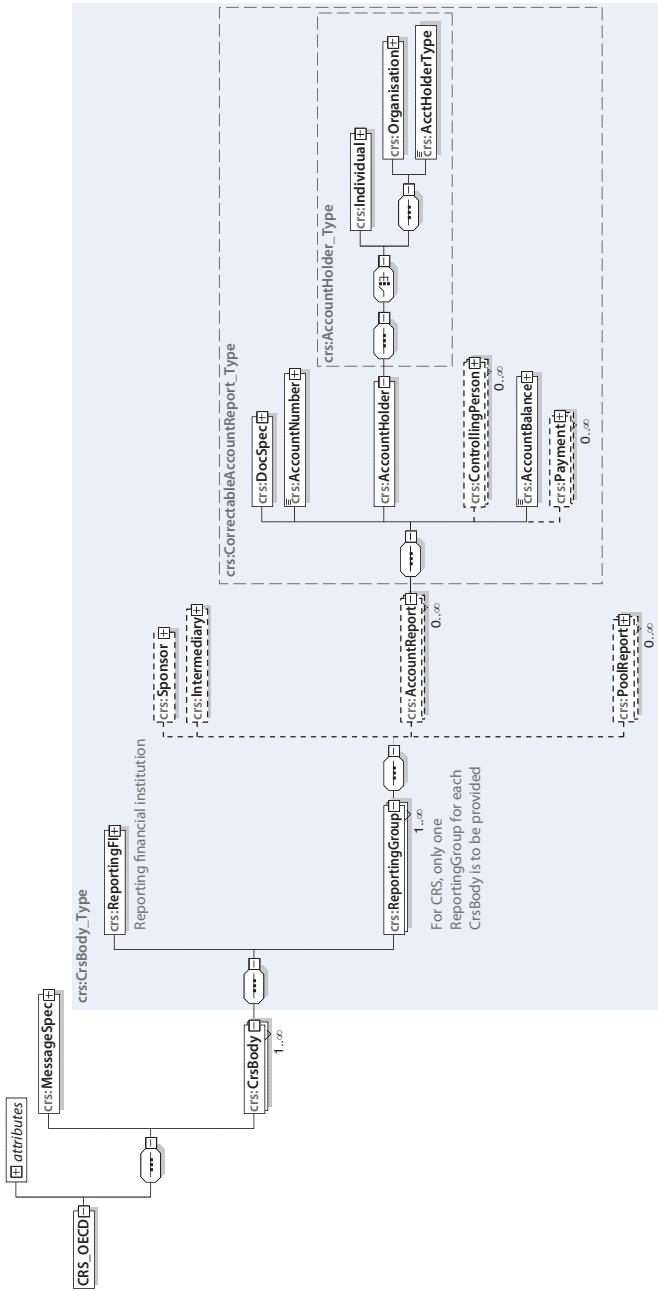 CRS_OECD
attributes
crs:MessageSpec
crs:CrsBody
1..∞
crs:CrsBody_Type
crs:ReportingFI
Reporting financial institution
crs:ReportingGroup
1..∞
For CRS, only one
ReportingGroup for each
CrsBody is to be provided
crs:Sponsor
crs:Intermediary
crs:AccountReport
0..∞
crs:PoolReport
0..∞
crs:CorrectableAccountReport_Type
crs:DocSpec
crs:AccountNumber
crs:AccountHolder
crs:ControllingPerson
0..∞
crs:AccountBalance
crs:Payment
0..∞
crs:AccountHolder_Type
crs:Individual
crs:Organisation
crs:AcctHolderType